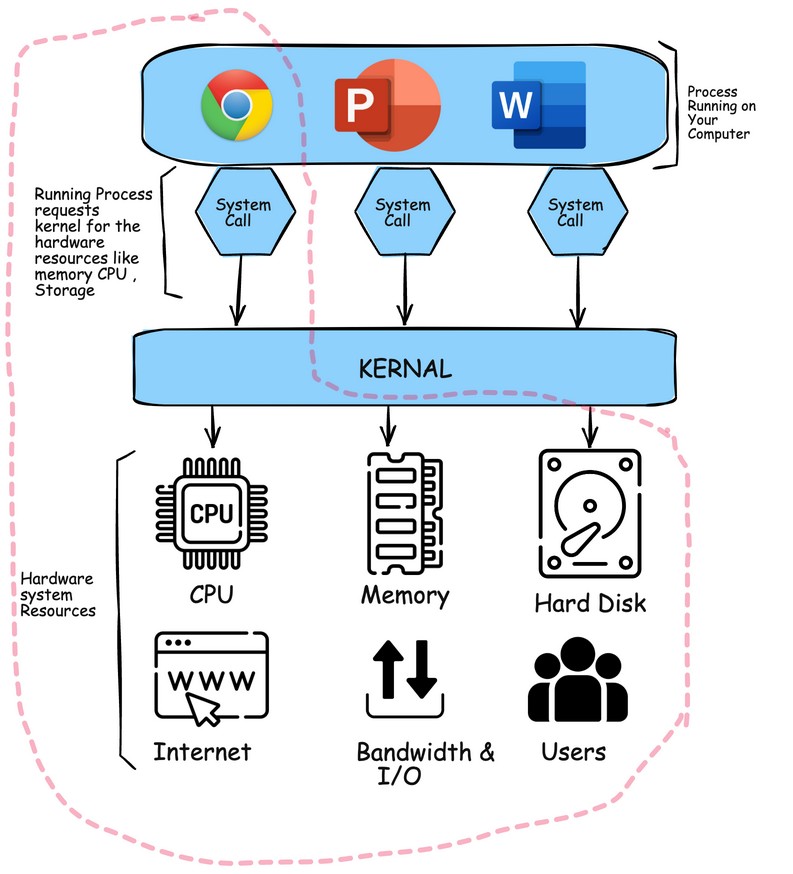 P
W
Process
Running on
Your
Computer
Running Process
requests
kernel for the
hardware
resources like
memory CPU ,
Storage
System
Call
System
Call
System
Call
KERNAL
CPU
CPU
Memory
Hard Disk
Hardware
system
Resources
WWW
Internet
Bandwidth &
I/O
Users